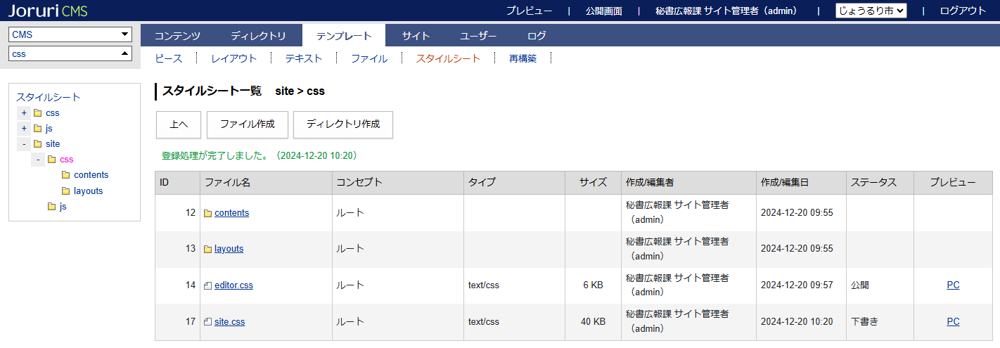 Joruri CMS
プレビュー | 公開画面 | 秘書広報課 サイト管理者（admin） | じょうるり市 | ログアウト
CMS
css
コンテンツ ディレクトリ テンプレート サイト ユーザー ログ
ピース レイアウト テキスト ファイル スタイルシート 再構築
スタイルシート
+ css
+ js
- site
- css
contents
layouts
js
スタイルシート一覧 site > css
上へ ファイル作成 ディレクトリ作成
登録処理が完了しました。（2024-12-20 10:20）
ID ファイル名 コンセプト タイプ サイズ 作成/編集者 作成/編集日 ステータス プレビュー
12 contents ルート 秘書広報課 サイト管理者（admin） 2024-12-20 09:55
13 layouts ルート 秘書広報課 サイト管理者（admin） 2024-12-20 09:55
14 editor.css ルート text/css 6 KB 秘書広報課 サイト管理者（admin） 2024-12-20 09:57 公開 PC
17 site.css ルート text/css 40 KB 秘書広報課 サイト管理者（admin） 2024-12-20 10:20 下書き PC